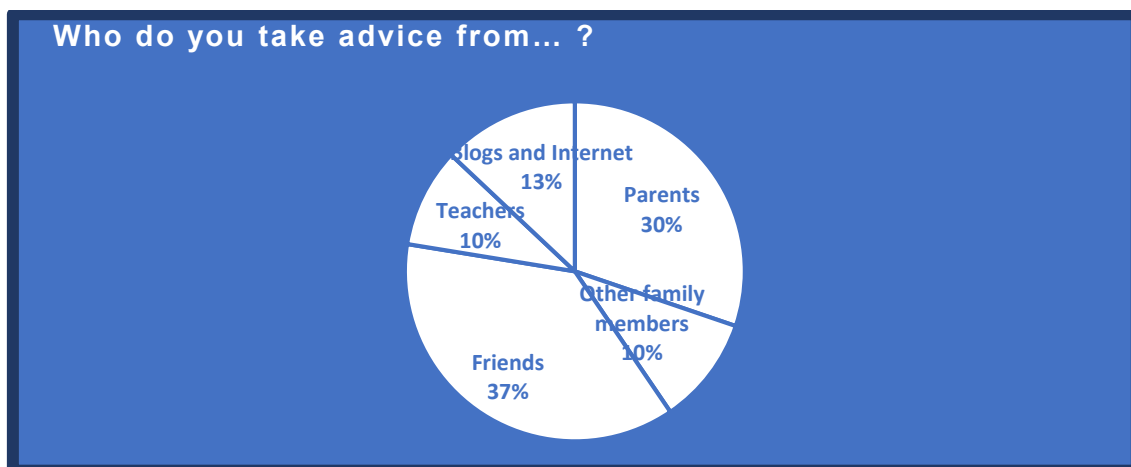 Who do you take advice from... ?
Blogs and Internet
13%
Parents
30%
Teachers
10%
Other family
members
10%
Friends
37%